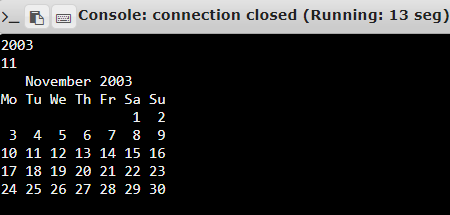 >_ Console: connection closed (Running: 13 seg)
2003
11
   November 2003
Mo Tu We Th Fr Sa Su
                1  2
 3  4  5  6  7  8  9
10 11 12 13 14 15 16
17 18 19 20 21 22 23
24 25 26 27 28 29 30